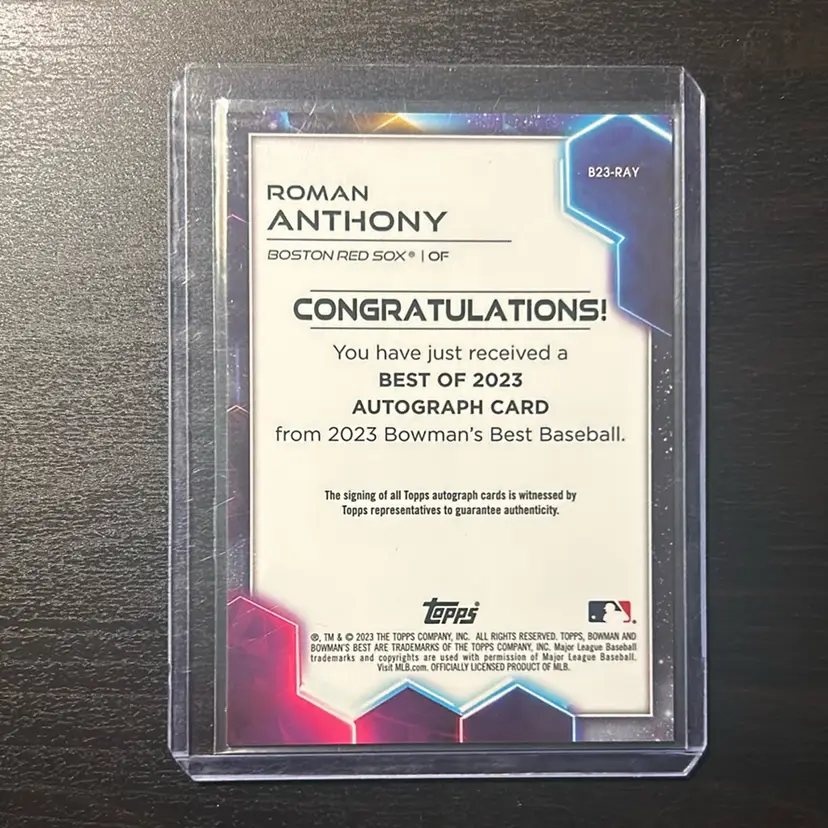 B23-RAY
ROMAN
ANTHONY
BOSTON RED SOX® | OF
CONGRATULATIONS!
You have just received a
BEST OF 2023
AUTOGRAPH CARD
from 2023 Bowman's Best Baseball.
The signing of all Topps autograph cards is witnessed by
Topps representatives to guarantee authenticity.
topps®
®, TM & © 2023 THE TOPPS COMPANY, INC. ALL RIGHTS RESERVED. TOPPS, BOWMAN AND
BOWMAN'S BEST ARE TRADEMARKS OF THE TOPPS COMPANY, INC. Major League Baseball
trademarks and copyrights are used with permission of Major League Baseball.
Visit MLB.com. OFFICIALLY LICENSED PRODUCT OF MLB.